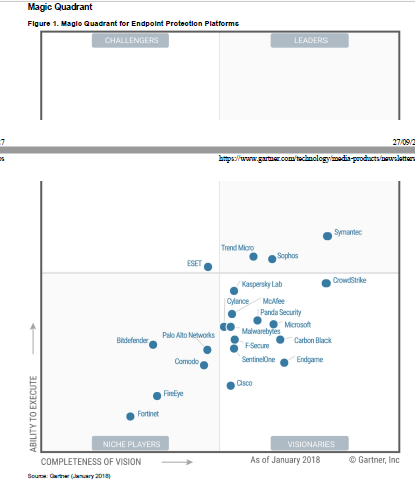 Magic Quadrant
Figure 1. Magic Quadrant for Endpoint Protection Platforms
CHALLENGERS LEADERS
27/09/2
https://www.gartner.com/technology/media-products/newsletters
Symantec
Trend Micro
Sophos
ESET
CrowdStrike
Kaspersky Lab
Cylance McAfee
Panda Security
Microsoft
Malwarebytes
Palo Alto Networks
Bitdefender
F-Secure
Carbon Black
Comodo
SentinelOne
Endgame
Cisco
FireEye
Fortinet
ABILITY TO EXECUTE
NICHE PLAYERS VISIONARIES
COMPLETENESS OF VISION
As of January 2018 © Gartner, Inc
Source: Gartner (January 2018)